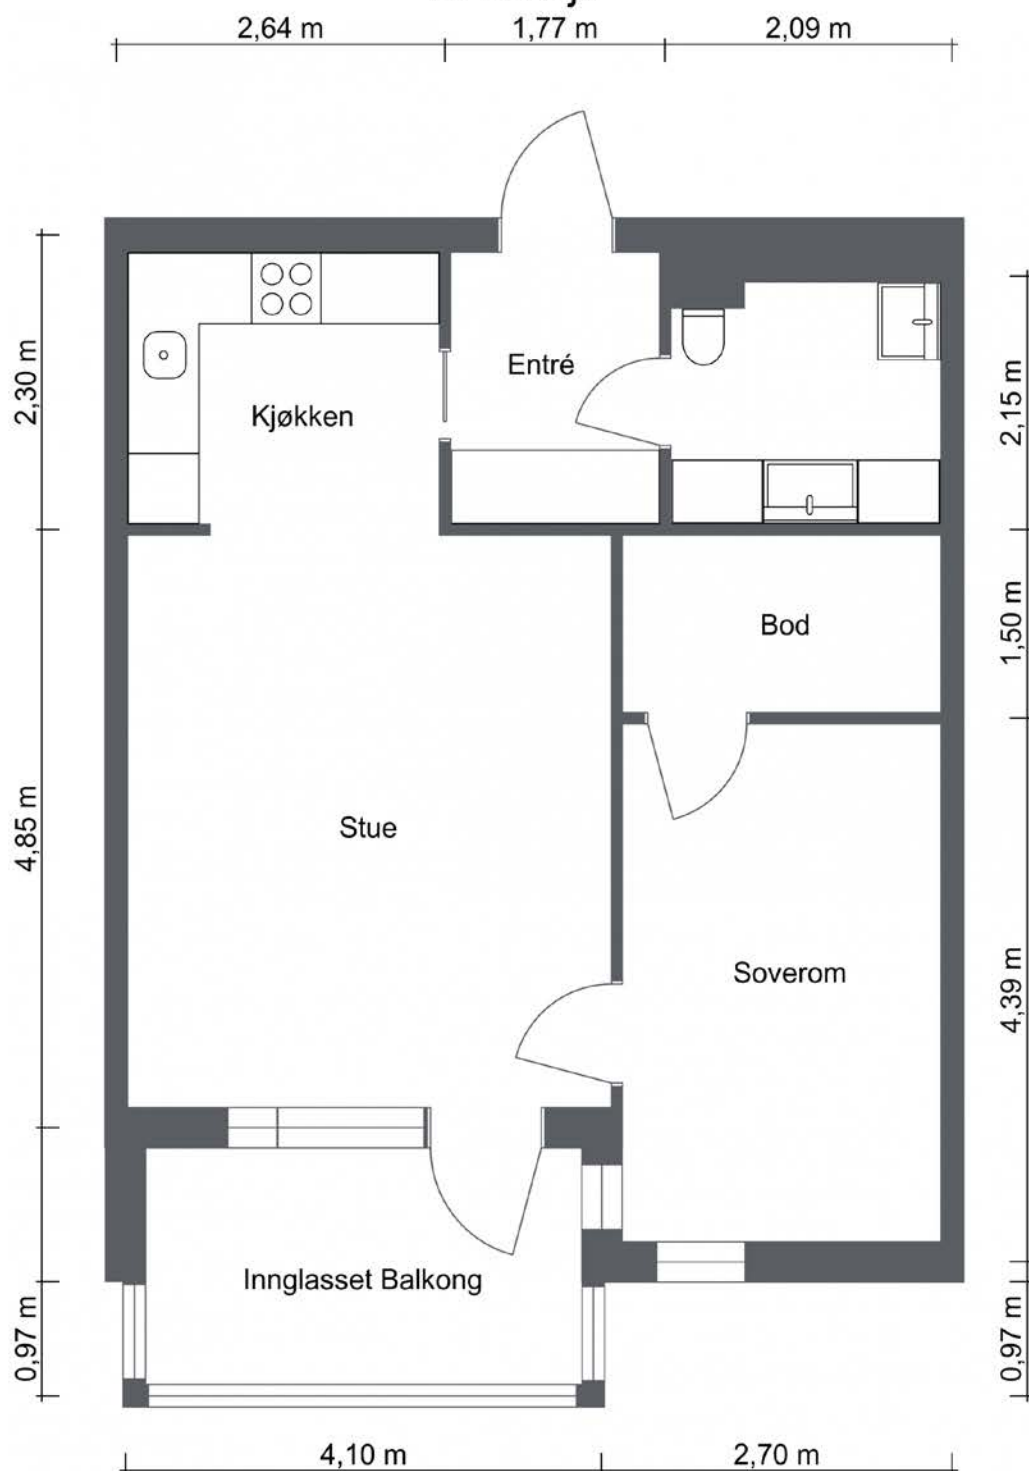 2,64 m 1,77 m 2,09 m
2,30 m
Entré
Kjøkken
2,15 m
Bod
1,50 m
4,85 m
Stue
Soverom
4,39 m
Innglasset Balkong
0,97 m
0,97 m
4,10 m 2,70 m